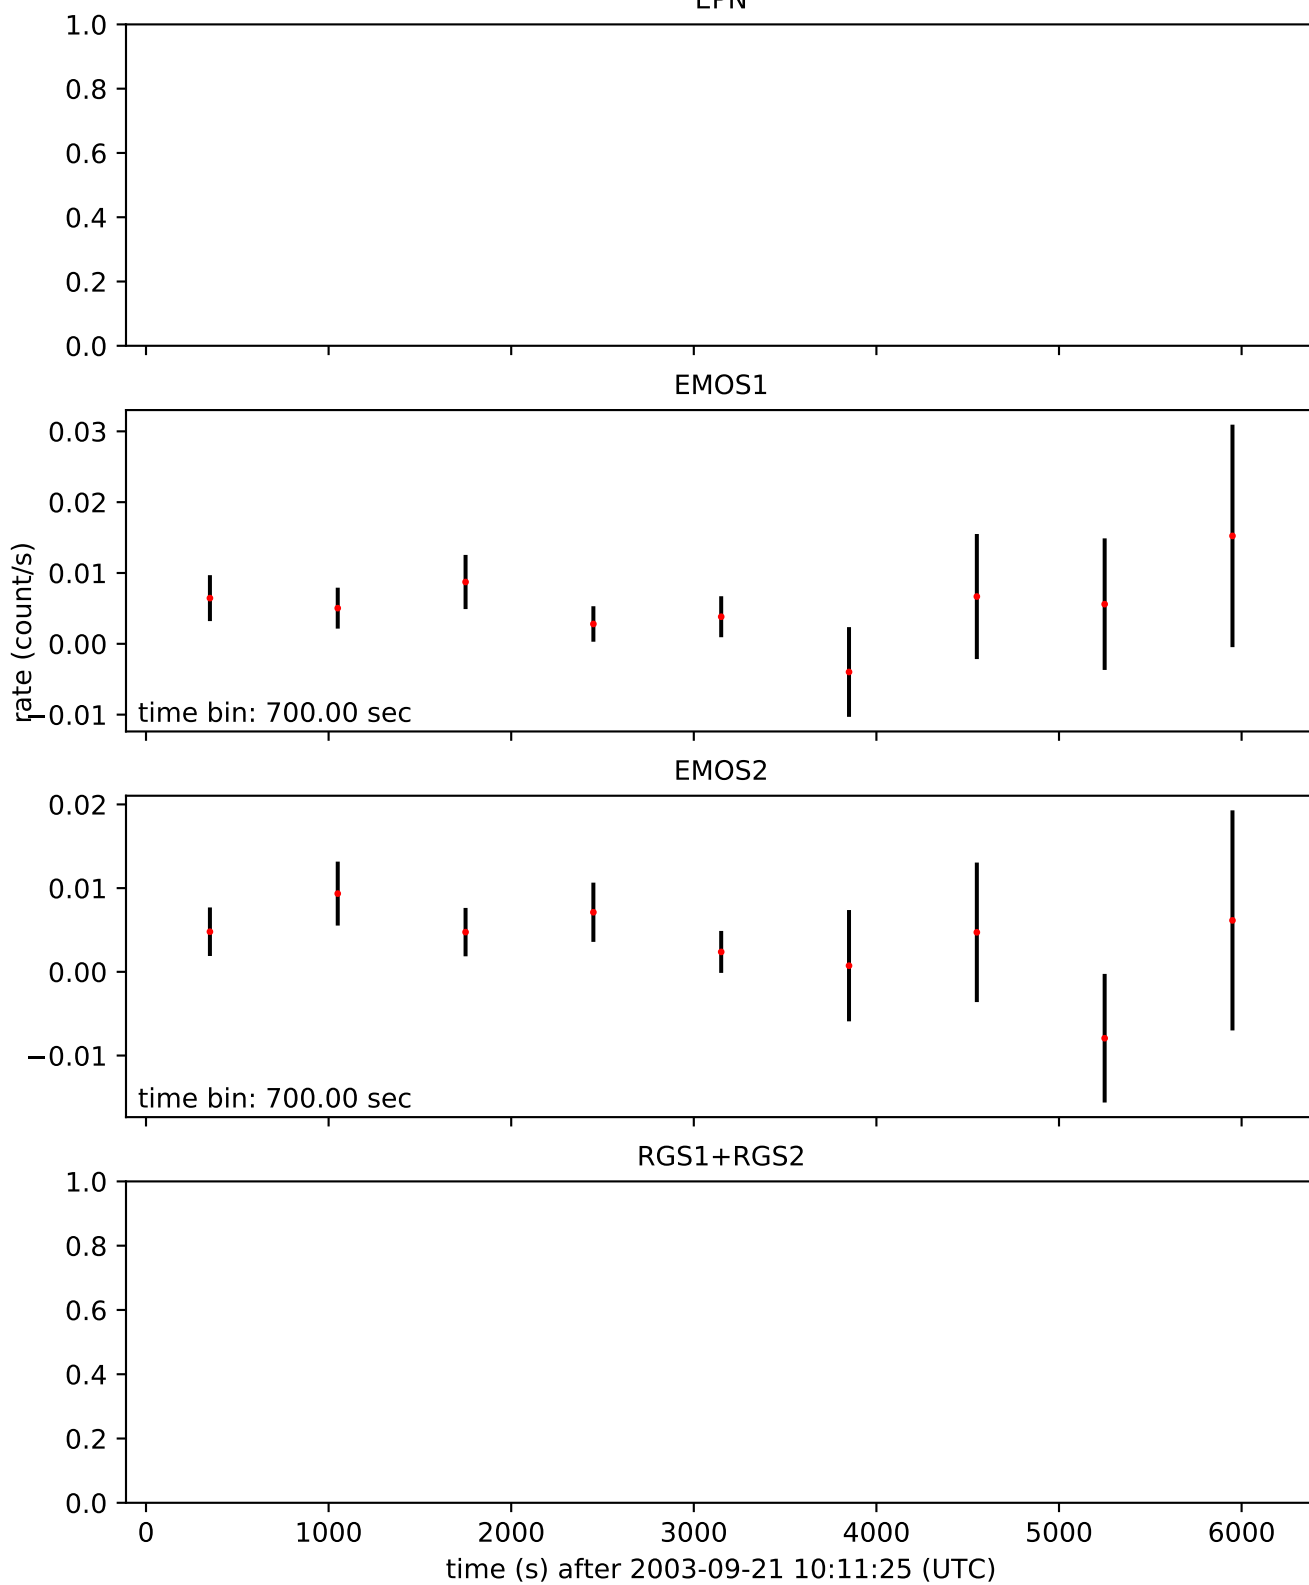 EPN
1.0
0.8
0.6
0.4
0.2
0.0
EMOS1
0.03
0.02
0.01
0.00
−0.01
rate (count/s)
time bin: 700.00 sec
EMOS2
0.02
0.01
0.00
−0.01
time bin: 700.00 sec
RGS1+RGS2
1.0
0.8
0.6
0.4
0.2
0.0
0 1000 2000 3000 4000 5000 6000
time (s) after 2003-09-21 10:11:25 (UTC)